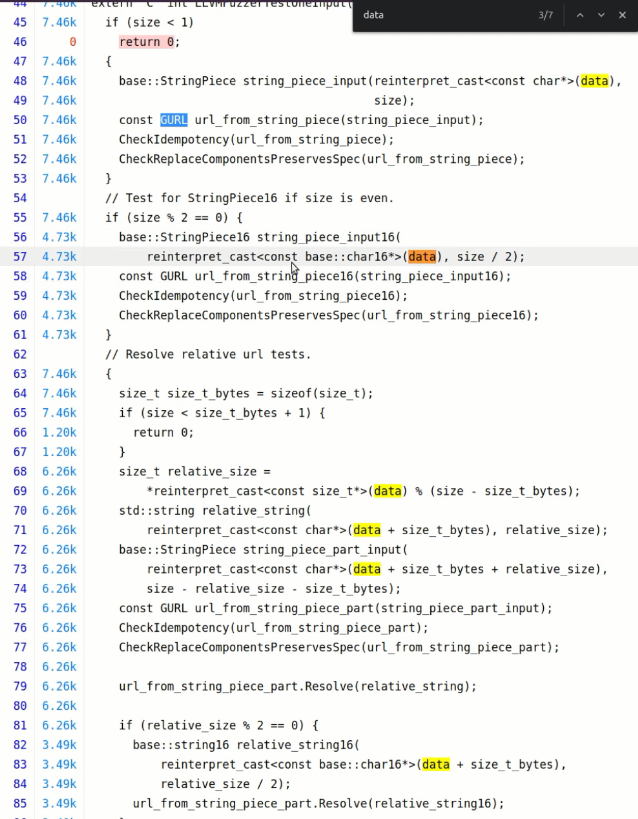 data 3/7
44 7.46k extern "C" int LLVMFuzzerTestOneInput(
45 7.46k if (size < 1)
46 0 return 0;
47 7.46k {
48 7.46k base::StringPiece string_piece_input(reinterpret_cast<const char*>(data),
49 7.46k size);
50 7.46k const GURL url_from_string_piece(string_piece_input);
51 7.46k CheckIdempotency(url_from_string_piece);
52 7.46k CheckReplaceComponentsPreservesSpec(url_from_string_piece);
53 7.46k }
54 // Test for StringPiece16 if size is even.
55 7.46k if (size % 2 == 0) {
56 4.73k base::StringPiece16 string_piece_input16(
57 4.73k reinterpret_cast<const base::char16*>(data), size / 2);
58 4.73k const GURL url_from_string_piece16(string_piece_input16);
59 4.73k CheckIdempotency(url_from_string_piece16);
60 4.73k CheckReplaceComponentsPreservesSpec(url_from_string_piece16);
61 4.73k }
62 // Resolve relative url tests.
63 7.46k {
64 7.46k size_t size_t_bytes = sizeof(size_t);
65 7.46k if (size < size_t_bytes + 1) {
66 1.20k return 0;
67 1.20k }
68 6.26k size_t relative_size =
69 6.26k *reinterpret_cast<const size_t*>(data) % (size - size_t_bytes);
70 6.26k std::string relative_string(
71 6.26k reinterpret_cast<const char*>(data + size_t_bytes), relative_size);
72 6.26k base::StringPiece string_piece_part_input(
73 6.26k reinterpret_cast<const char*>(data + size_t_bytes + relative_size),
74 6.26k size - relative_size - size_t_bytes);
75 6.26k const GURL url_from_string_piece_part(string_piece_part_input);
76 6.26k CheckIdempotency(url_from_string_piece_part);
77 6.26k CheckReplaceComponentsPreservesSpec(url_from_string_piece_part);
78 6.26k
79 6.26k url_from_string_piece_part.Resolve(relative_string);
80 6.26k
81 6.26k if (relative_size % 2 == 0) {
82 3.49k base::string16 relative_string16(
83 3.49k reinterpret_cast<const base::char16*>(data + size_t_bytes),
84 3.49k relative_size / 2);
85 3.49k url_from_string_piece_part.Resolve(relative_string16);